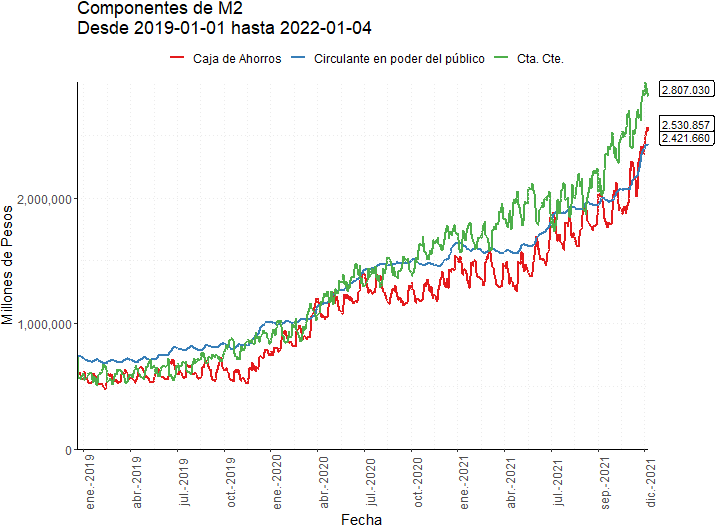 Componentes de M2
Desde 2019-01-01 hasta 2022-01-04
Caja de Ahorros Circulante en poder del público Cta. Cte.
2.807.030
2.530.857
2.421.660
Millones de Pesos
2,000,000
1,000,000
0
ene.-2019 abr.-2019 jul.-2019 oct.-2019 ene.-2020 abr.-2020 jul.-2020 oct.-2020 ene.-2021 abr.-2021 jul.-2021 sep.-2021 dic.-2021
Fecha